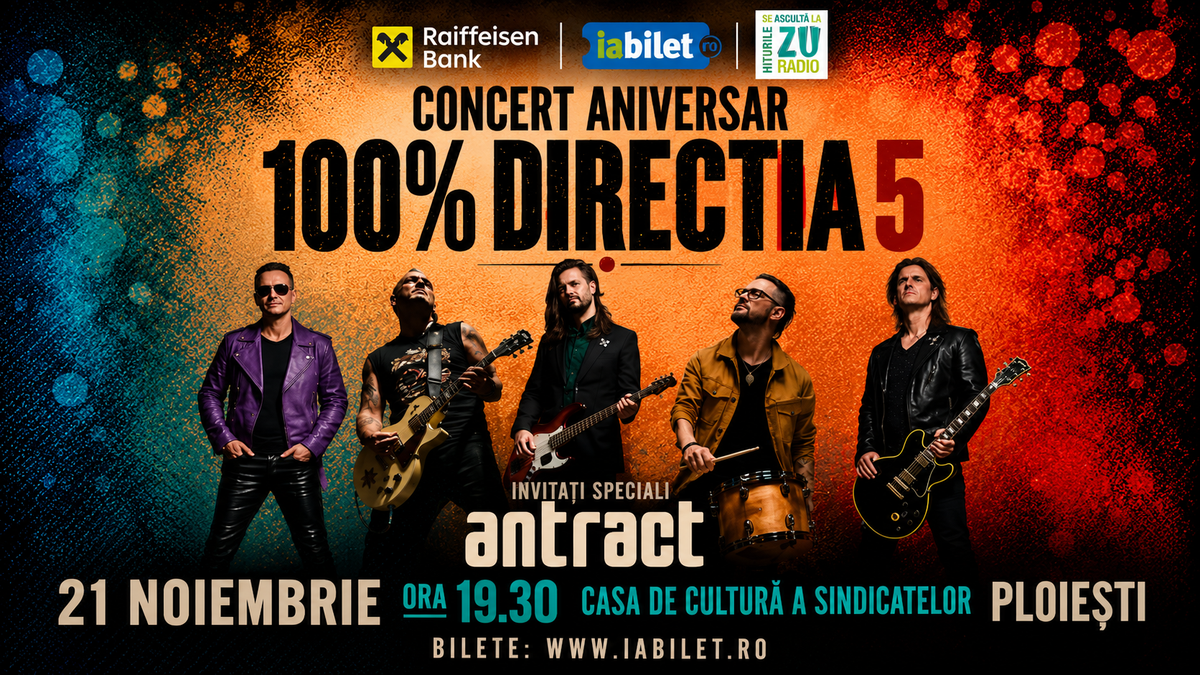 Raiffeisen
Bank
iabilet ro
SE ASCULTĂ LA
HITURILE
ZU
RADIO
CONCERT ANIVERSAR
100% DIRECTIA 5
INVITAȚI SPECIALI
antract
21 NOIEMBRIE ORA 19.30 CASA DE CULTURĂ A SINDICATELOR PLOIEȘTI
BILETE: WWW.IABILET.RO